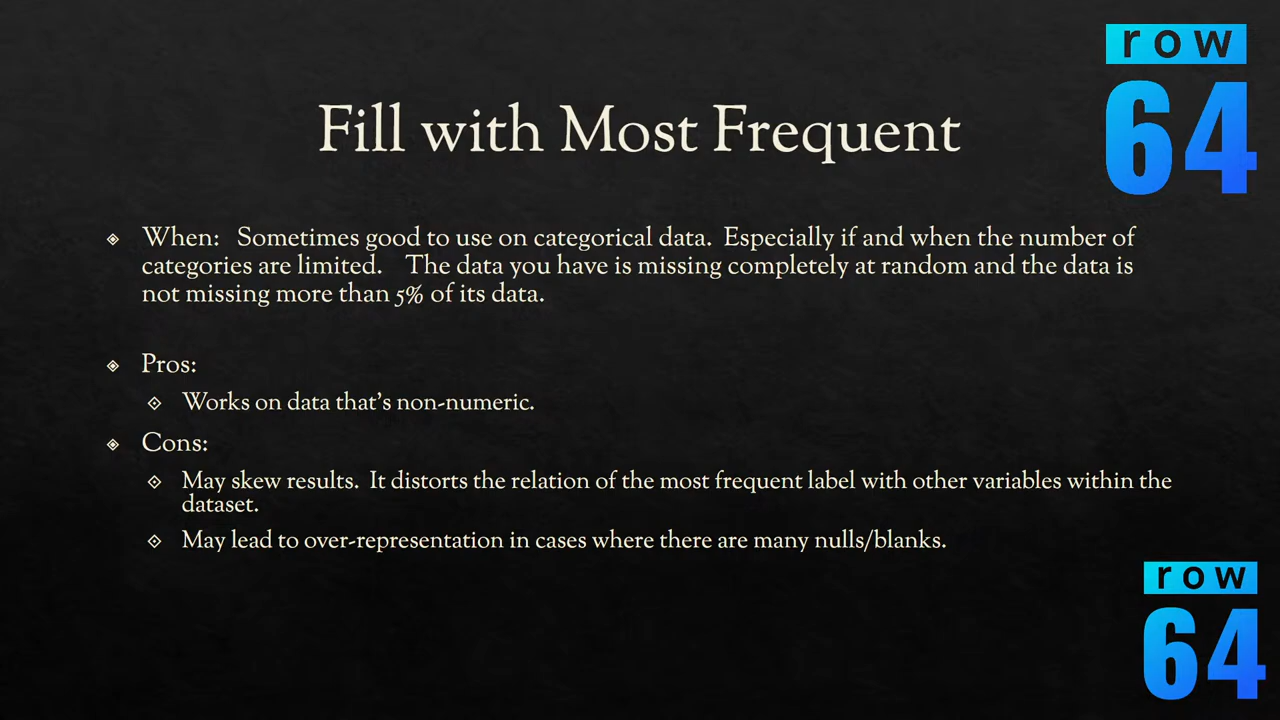 row
64
Fill with Most Frequent
When: Sometimes good to use on categorical data. Especially if and when the number of
categories are limited. The data you have is missing completely at random and the data is
not missing more than 5% of its data.
Pros:
Works on data that's non-numeric.
Cons:
May skew results. It distorts the relation of the most frequent label with other variables within the
dataset.
May lead to over-representation in cases where there are many nulls/blanks.
row
64